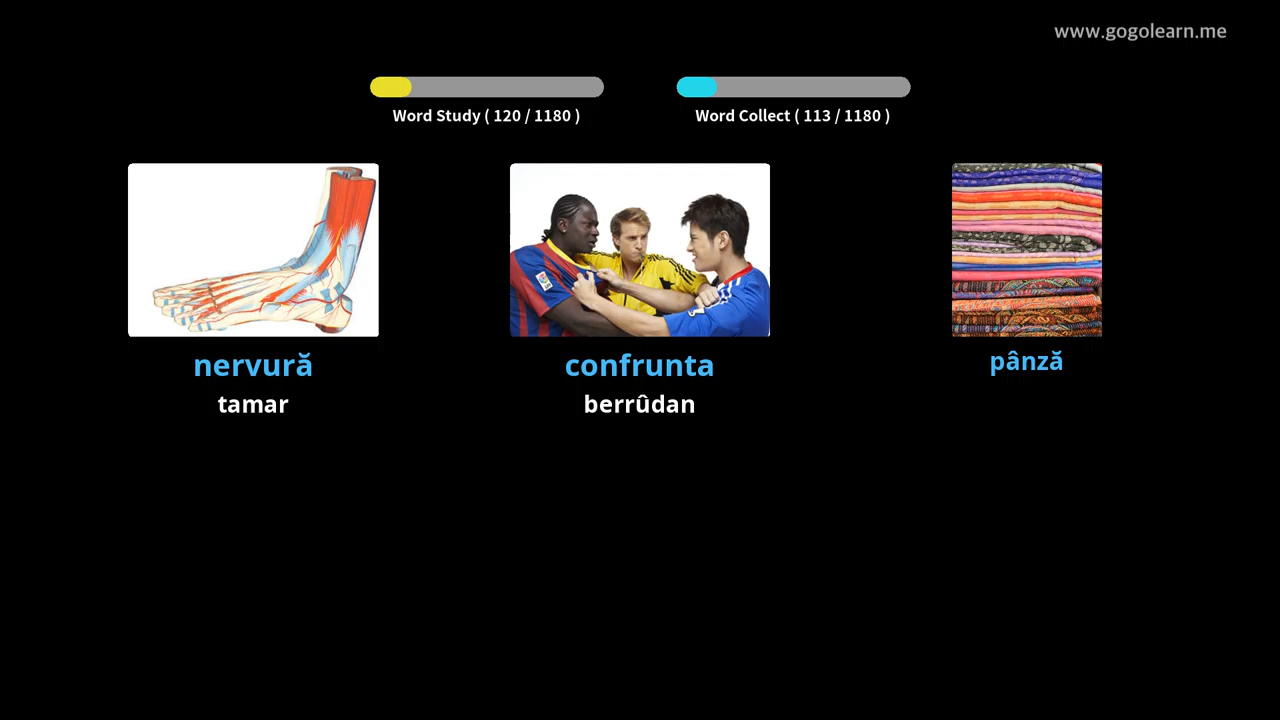 www.gogolearn.me
Word Study ( 120 / 1180 )
Word Collect ( 113 / 1180 )
nervură
confrunta
pânză
tamar
berrûdan